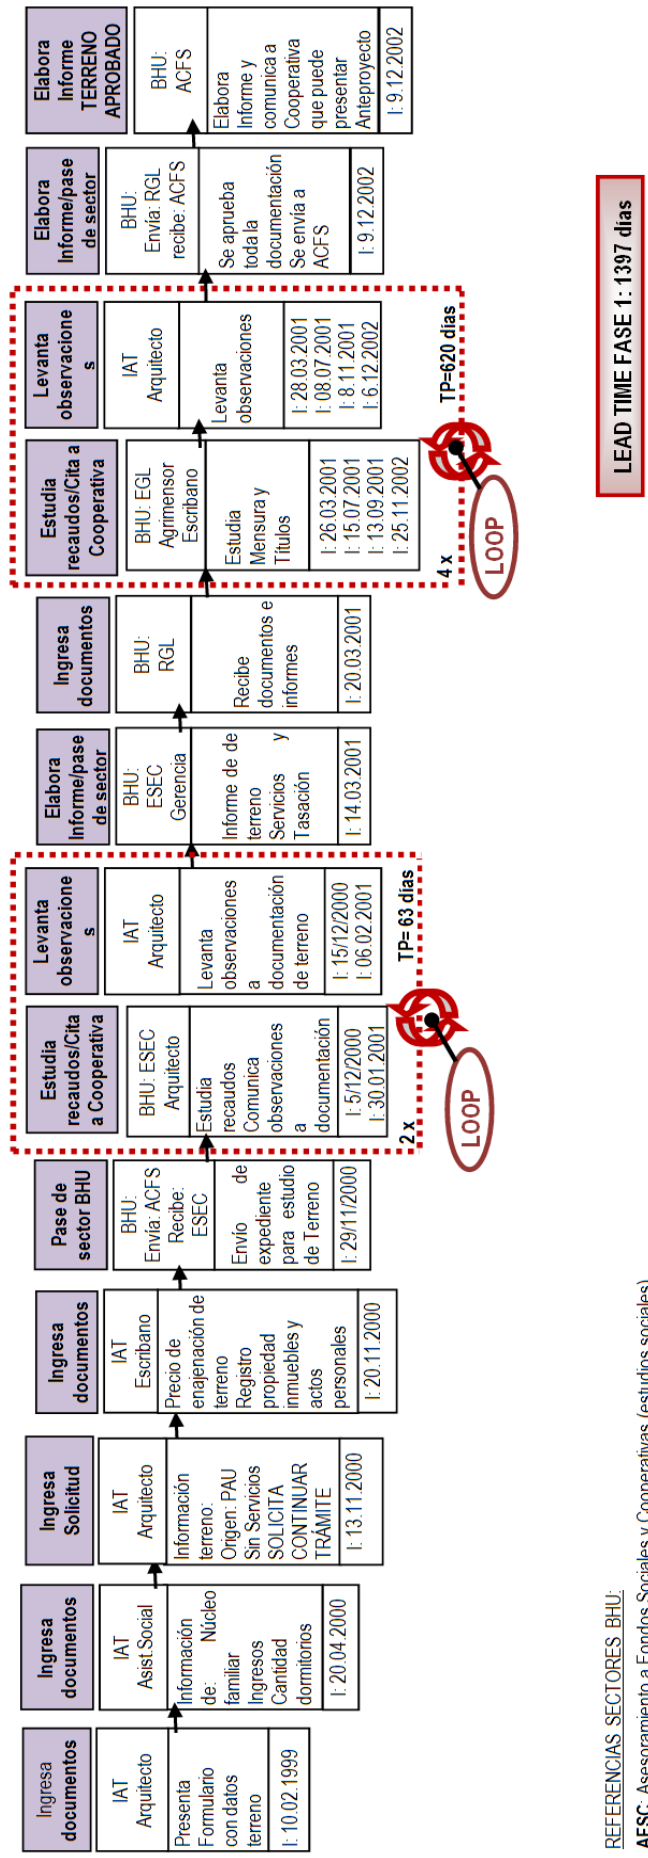 Ingresa
documentos
IAT
Arquitecto
Presenta
Formulario
con datos
terreno
I: 10.02.1999
Ingresa
documentos
IAT
Asist.Social
Información
de: Núcleo
familiar
Ingresos
Cantidad
dormitorios
I: 20.04.2000
Ingresa
Solicitud
IAT
Arquitecto
Información
terreno:
Origen: PAU
Sin Servicios
SOLICITA
CONTINUAR
TRÁMITE
I: 13.11.2000
Ingresa
documentos
IAT
Escribano
Precio de
enajenación de
terreno
Registro
propiedad
inmuebles y
actos
personales
I: 20.11.2000
Pase de
sector BHU
BHU:
Envía: ACFS
Recibe:
ESEC
Envío de
expediente
para estudio
de Terreno
I: 29/11/2000
Estudia
recaudos/Cita
a Cooperativa
BHU: ESEC
Arquitecto
Estudia
recaudos
Comunica
observaciones
a
documentación
I: 5/12/2000
I: 30.01.2001
2 x
Levanta
observacione
s
IAT
Arquitecto
Levanta
observaciones
a
documentación
de terreno
I: 15/12/2000
I: 06.02.2001
TP= 63 dias
LOOP
Elabora
Informe/pase
de sector
BHU:
ESEC
Gerencia
Informe de de
terreno
Servicios y
Tasación
I: 14.03.2001
Ingresa
documentos
BHU:
RGL
Recibe
documentos e
informes
I: 20.03.2001
Estudia
recaudos/Cita a
Cooperativa
BHU: EGL
Agrimensor
Escribano
Estudia
Mensura y
Títulos
I: 26.03.2001
I: 15.07.2001
I: 13.09.2001
I: 25.11.2002
4 x
Levanta
observacione
s
IAT
Arquitecto
Levanta
observaciones
I: 28.03.2001
I: 08.07.2001
I: 8.11.2001
I: 6.12.2002
TP=620 dias
LOOP
Elabora
Informe/pase
de sector
BHU:
Envía: RGL
recibe: ACFS
Se aprueba
toda la
documentación
Se envía a
ACFS
I: 9.12.2002
Elabora
Informe
TERRENO
APROBADO
BHU:
ACFS
Elabora
Informe y
comunica a
Cooperativa
que puede
presentar
Anteproyecto
I: 9.12.2002
LEAD TIME FASE 1: 1397 dias
REFERENCIAS SECTORES BHU:
AFSC: Asesoramiento a Fondos Sociales y Cooperativas (estudios sociales)